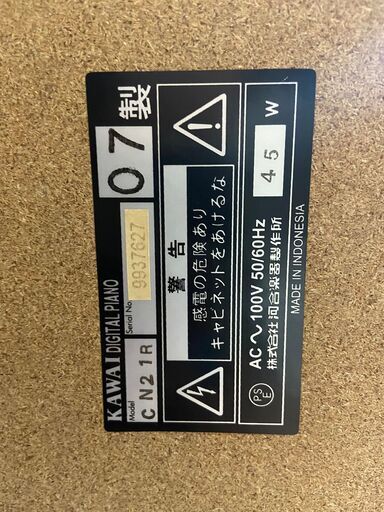 KAWAI DIGITAL PIANO
Model
CN21R
Serial No.
9937627
07製
警告
感電の危険あり
キャビネットをあけるな
AC〜100V 50/60Hz
45 W
株式会社河合楽器製作所
PSE
MADE IN INDONESIA